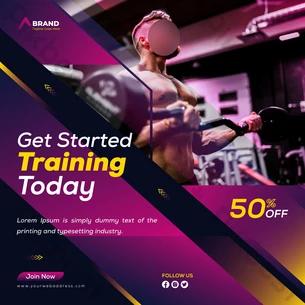 BRAND
Get Started
Training
Today
Lorem Ipsum is simply dummy text of the
printing and typesetting industry.
50% OFF
Join Now
FOLLOW US
www.yourwebaddress.com